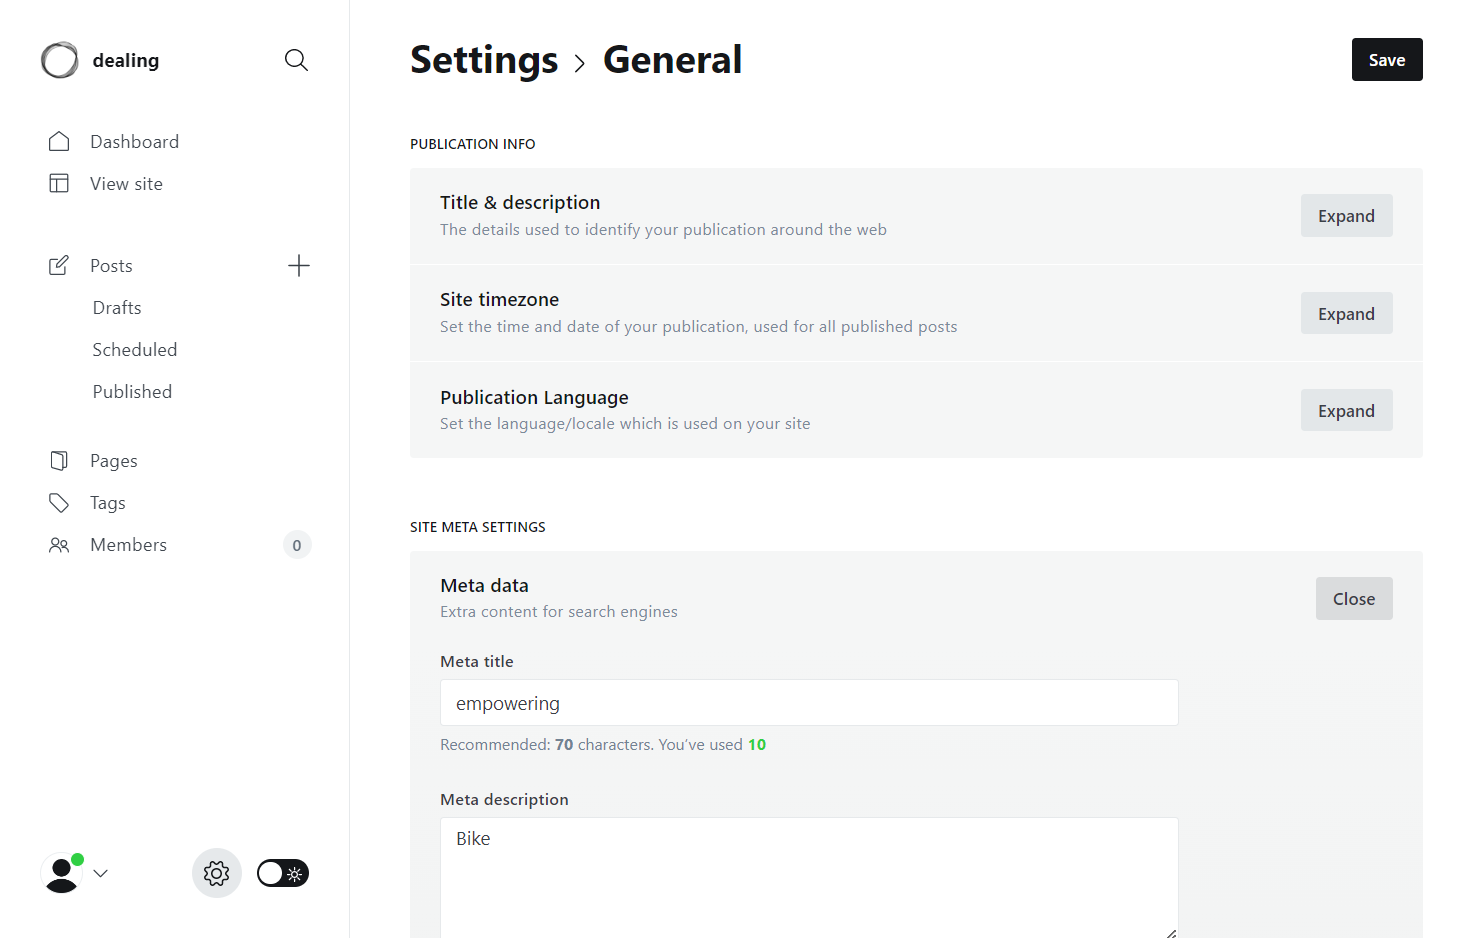 dealing
Dashboard
View site
Posts
Drafts
Scheduled
Published
Pages
Tags
Members
0
Settings
General
Save
PUBLICATION INFO
Title & description
The details used to identify your publication around the web
Expand
Site timezone
Set the time and date of your publication, used for all published posts
Expand
Publication Language
Set the language/locale which is used on your site
Expand
SITE META SETTINGS
Meta data
Extra content for search engines
Close
Meta title
empowering
Recommended: 70 characters. You’ve used 10
Meta description
Bike